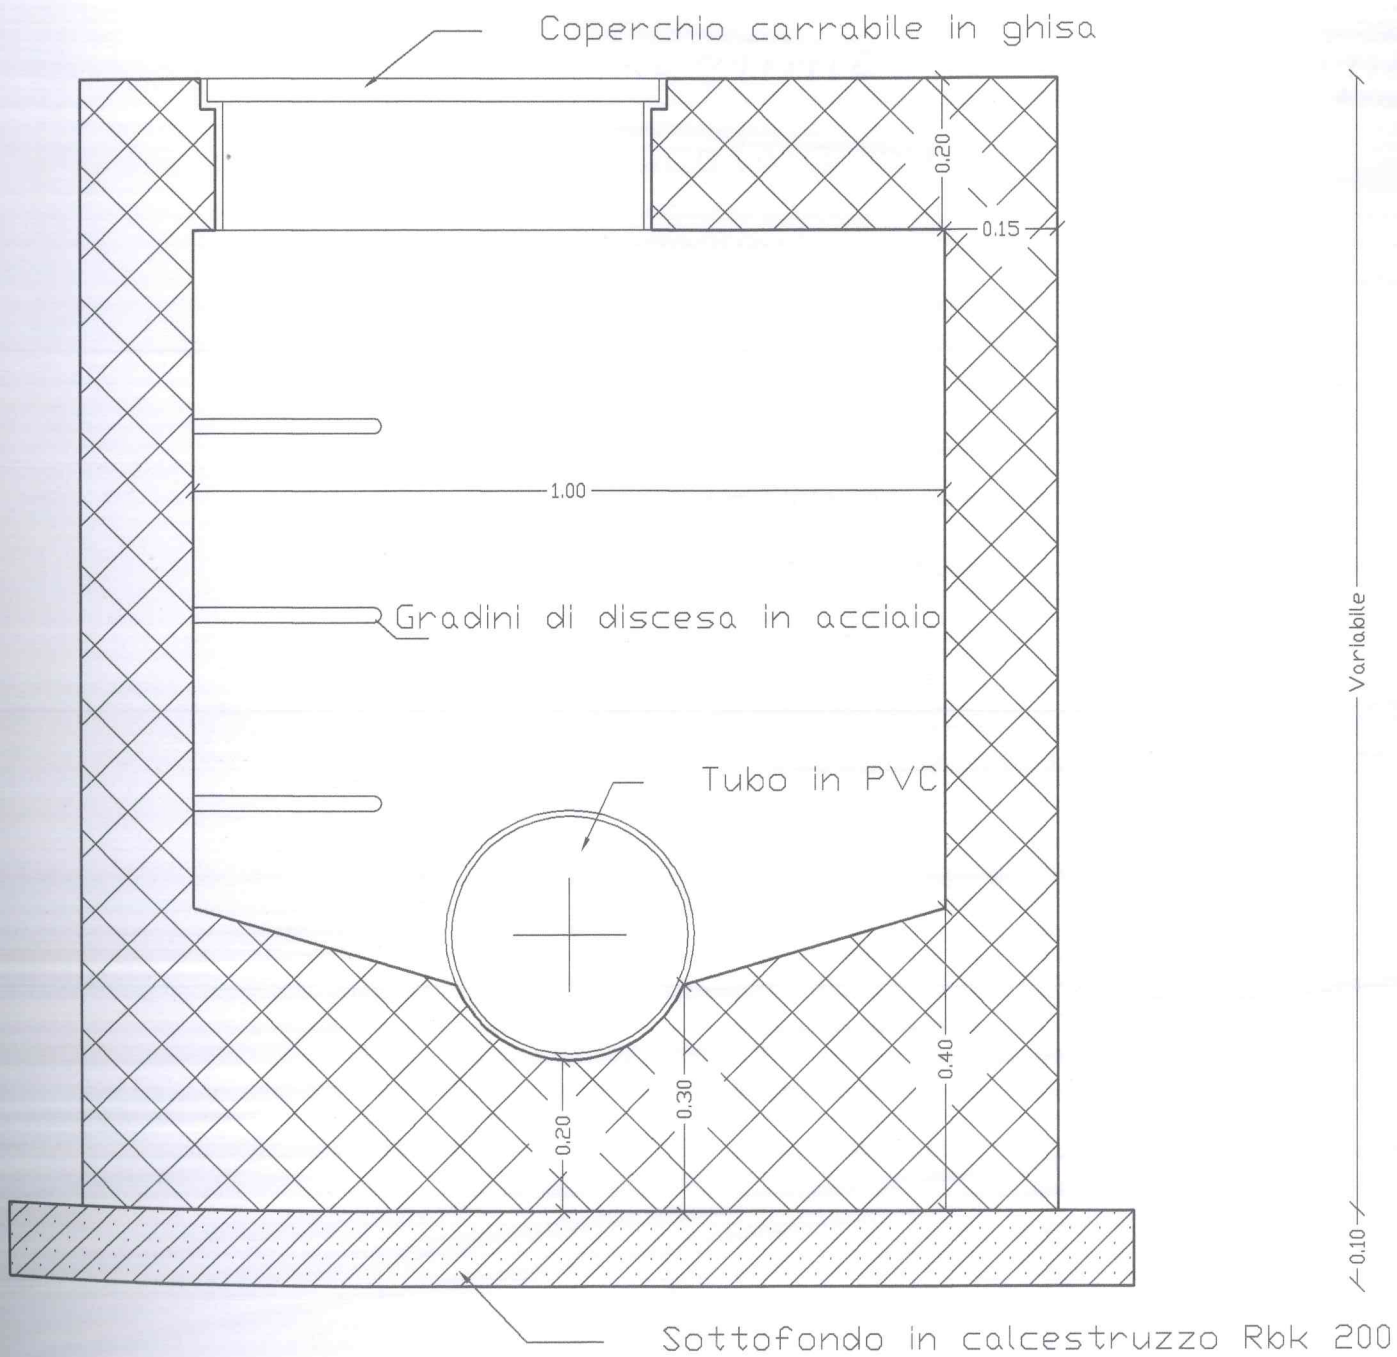 Coperchio carrabile in ghisa
0.20
0.15
1.00
Gradini di discesa in acciaio
Variabile
Tubo in PVC
0.40
0.30
0.20
0.10
Sottofondo in calcestruzzo Rbk 200